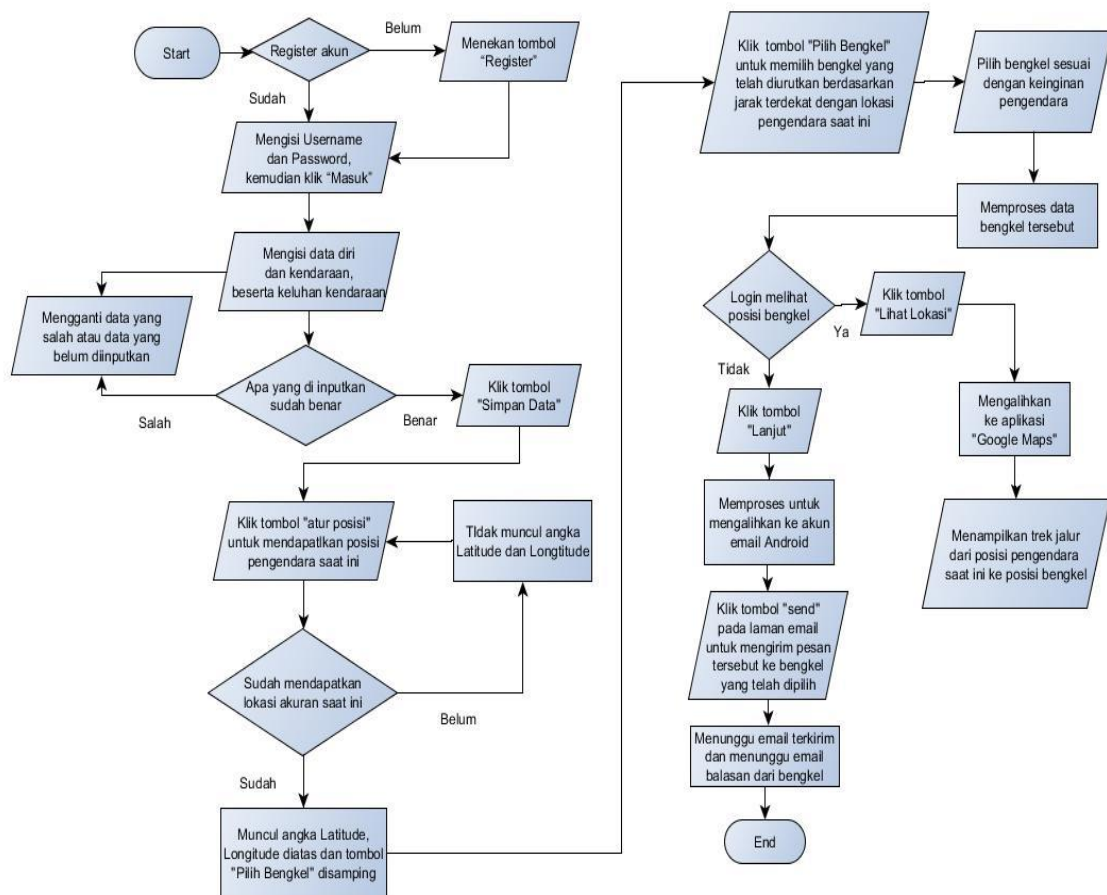 Start
Register akun
Belum
Menekan tombol
“Register”
Sudah
Mengisi Username
dan Password,
kemudian klik “Masuk”
Mengisi data diri
dan kendaraan,
beserta keluhan kendaraan
Mengganti data yang
salah atau data yang
belum diinputkan
Apa yang di inputkan
sudah benar
Salah
Benar
Klik tombol
"Simpan Data"
Klik tombol "atur posisi"
untuk mendapatlkan posisi
pengendara saat ini
TIdak muncul angka
Latitude dan Longtitude
Sudah mendapatkan
lokasi akuran saat ini
Belum
Sudah
Muncul angka Latitude,
Longitude diatas dan tombol
"Pilih Bengkel" disamping
Klik tombol "Pilih Bengkel"
untuk memilih bengkel yang
telah diurutkan berdasarkan
jarak terdekat dengan lokasi
pengendara saat ini
Pilih bengkel sesuai
dengan keinginan
pengendara
Memproses data
bengkel tersebut
Login melihat
posisi bengkel
Ya
Klik tombol
"Lihat Lokasi"
Tidak
Klik tombol
"Lanjut"
Mengalihkan
ke aplikasi
"Google Maps"
Memproses untuk
mengalihkan ke akun
email Android
Menampilkan trek jalur
dari posisi pengendara
saat ini ke posisi bengkel
Klik tombol "send"
pada laman email
untuk mengirim pesan
tersebut ke bengkel
yang telah dipilih
Menunggu email terkirim
dan menunggu email
balasan dari bengkel
End